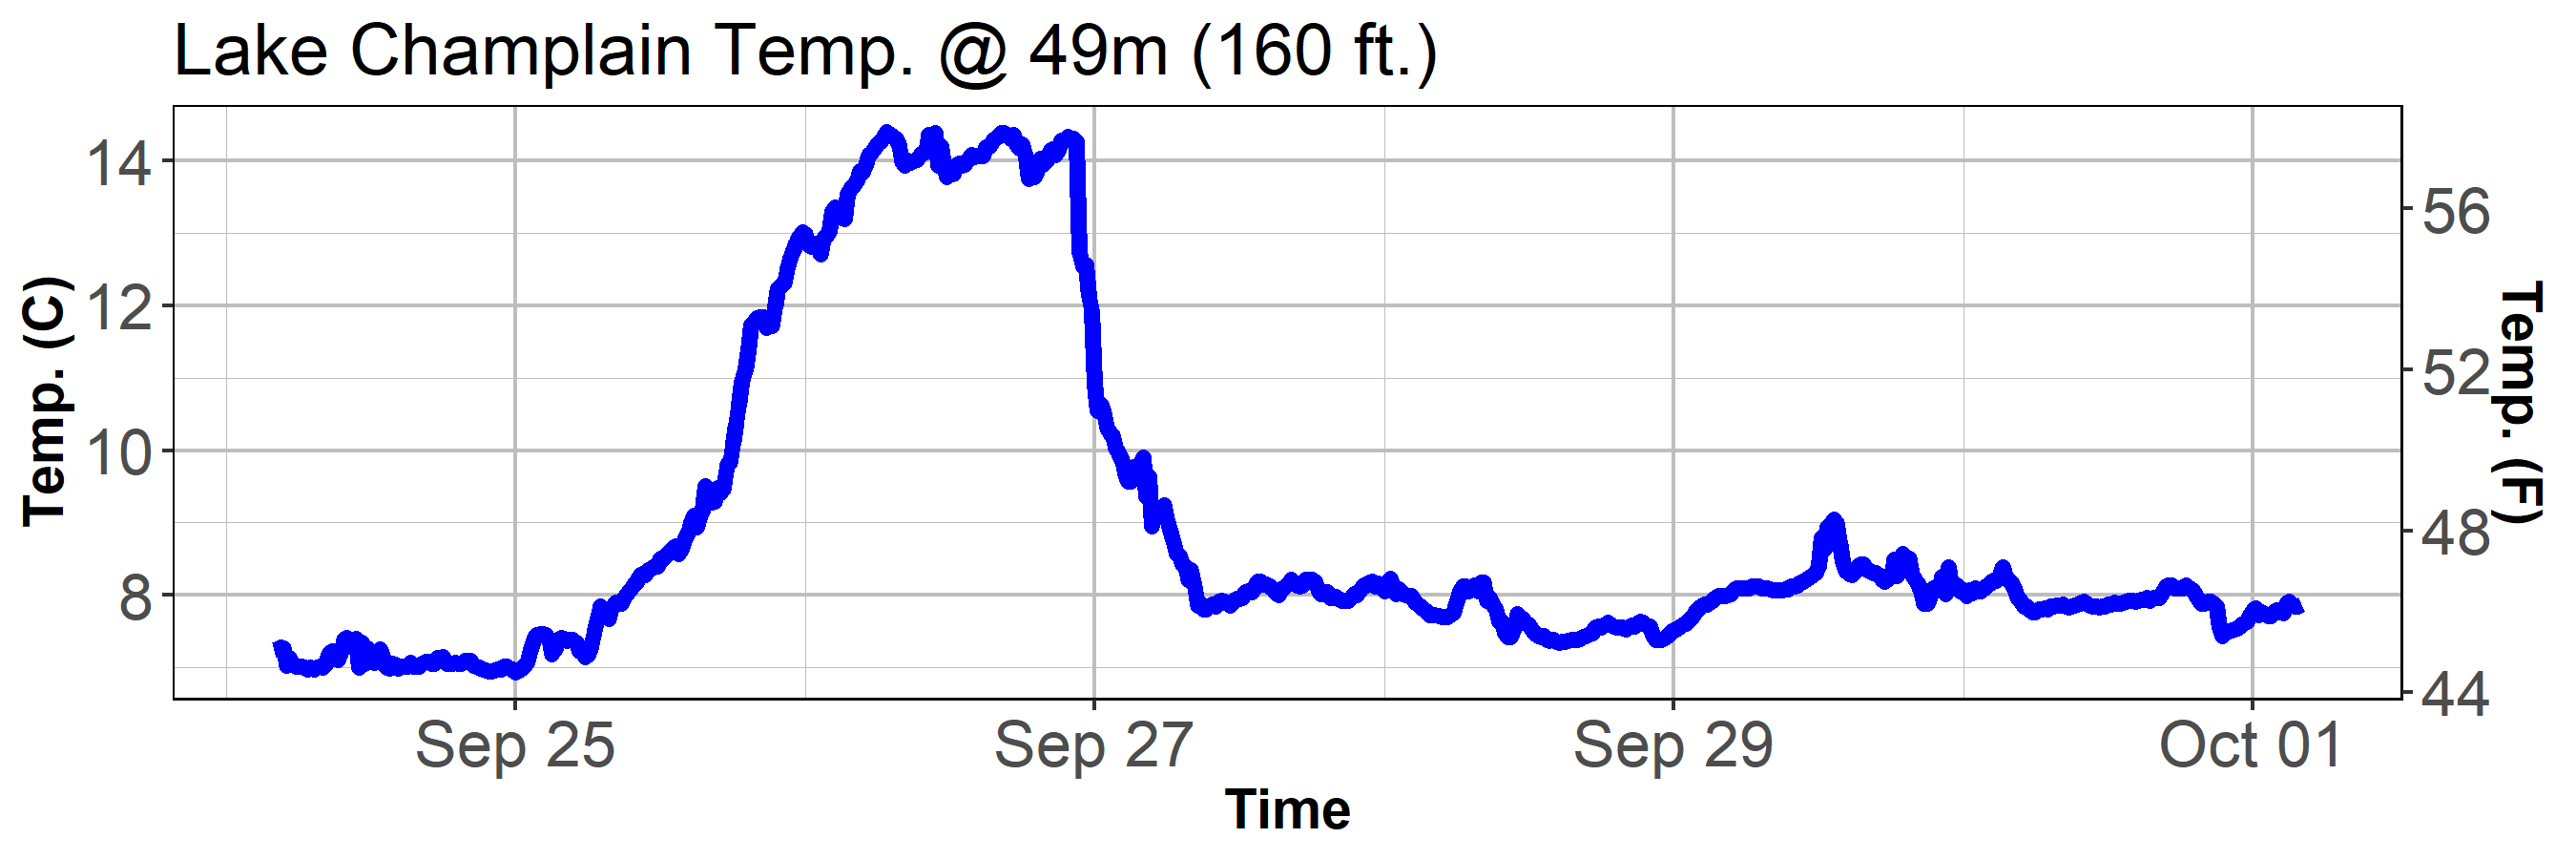 Lake Champlain Temp. @ 49m (160 ft.)
Temp. (C)
14
12
10
8
56
52
48
44
Temp. (F)
Sep 25
Sep 27
Sep 29
Oct 01
Time